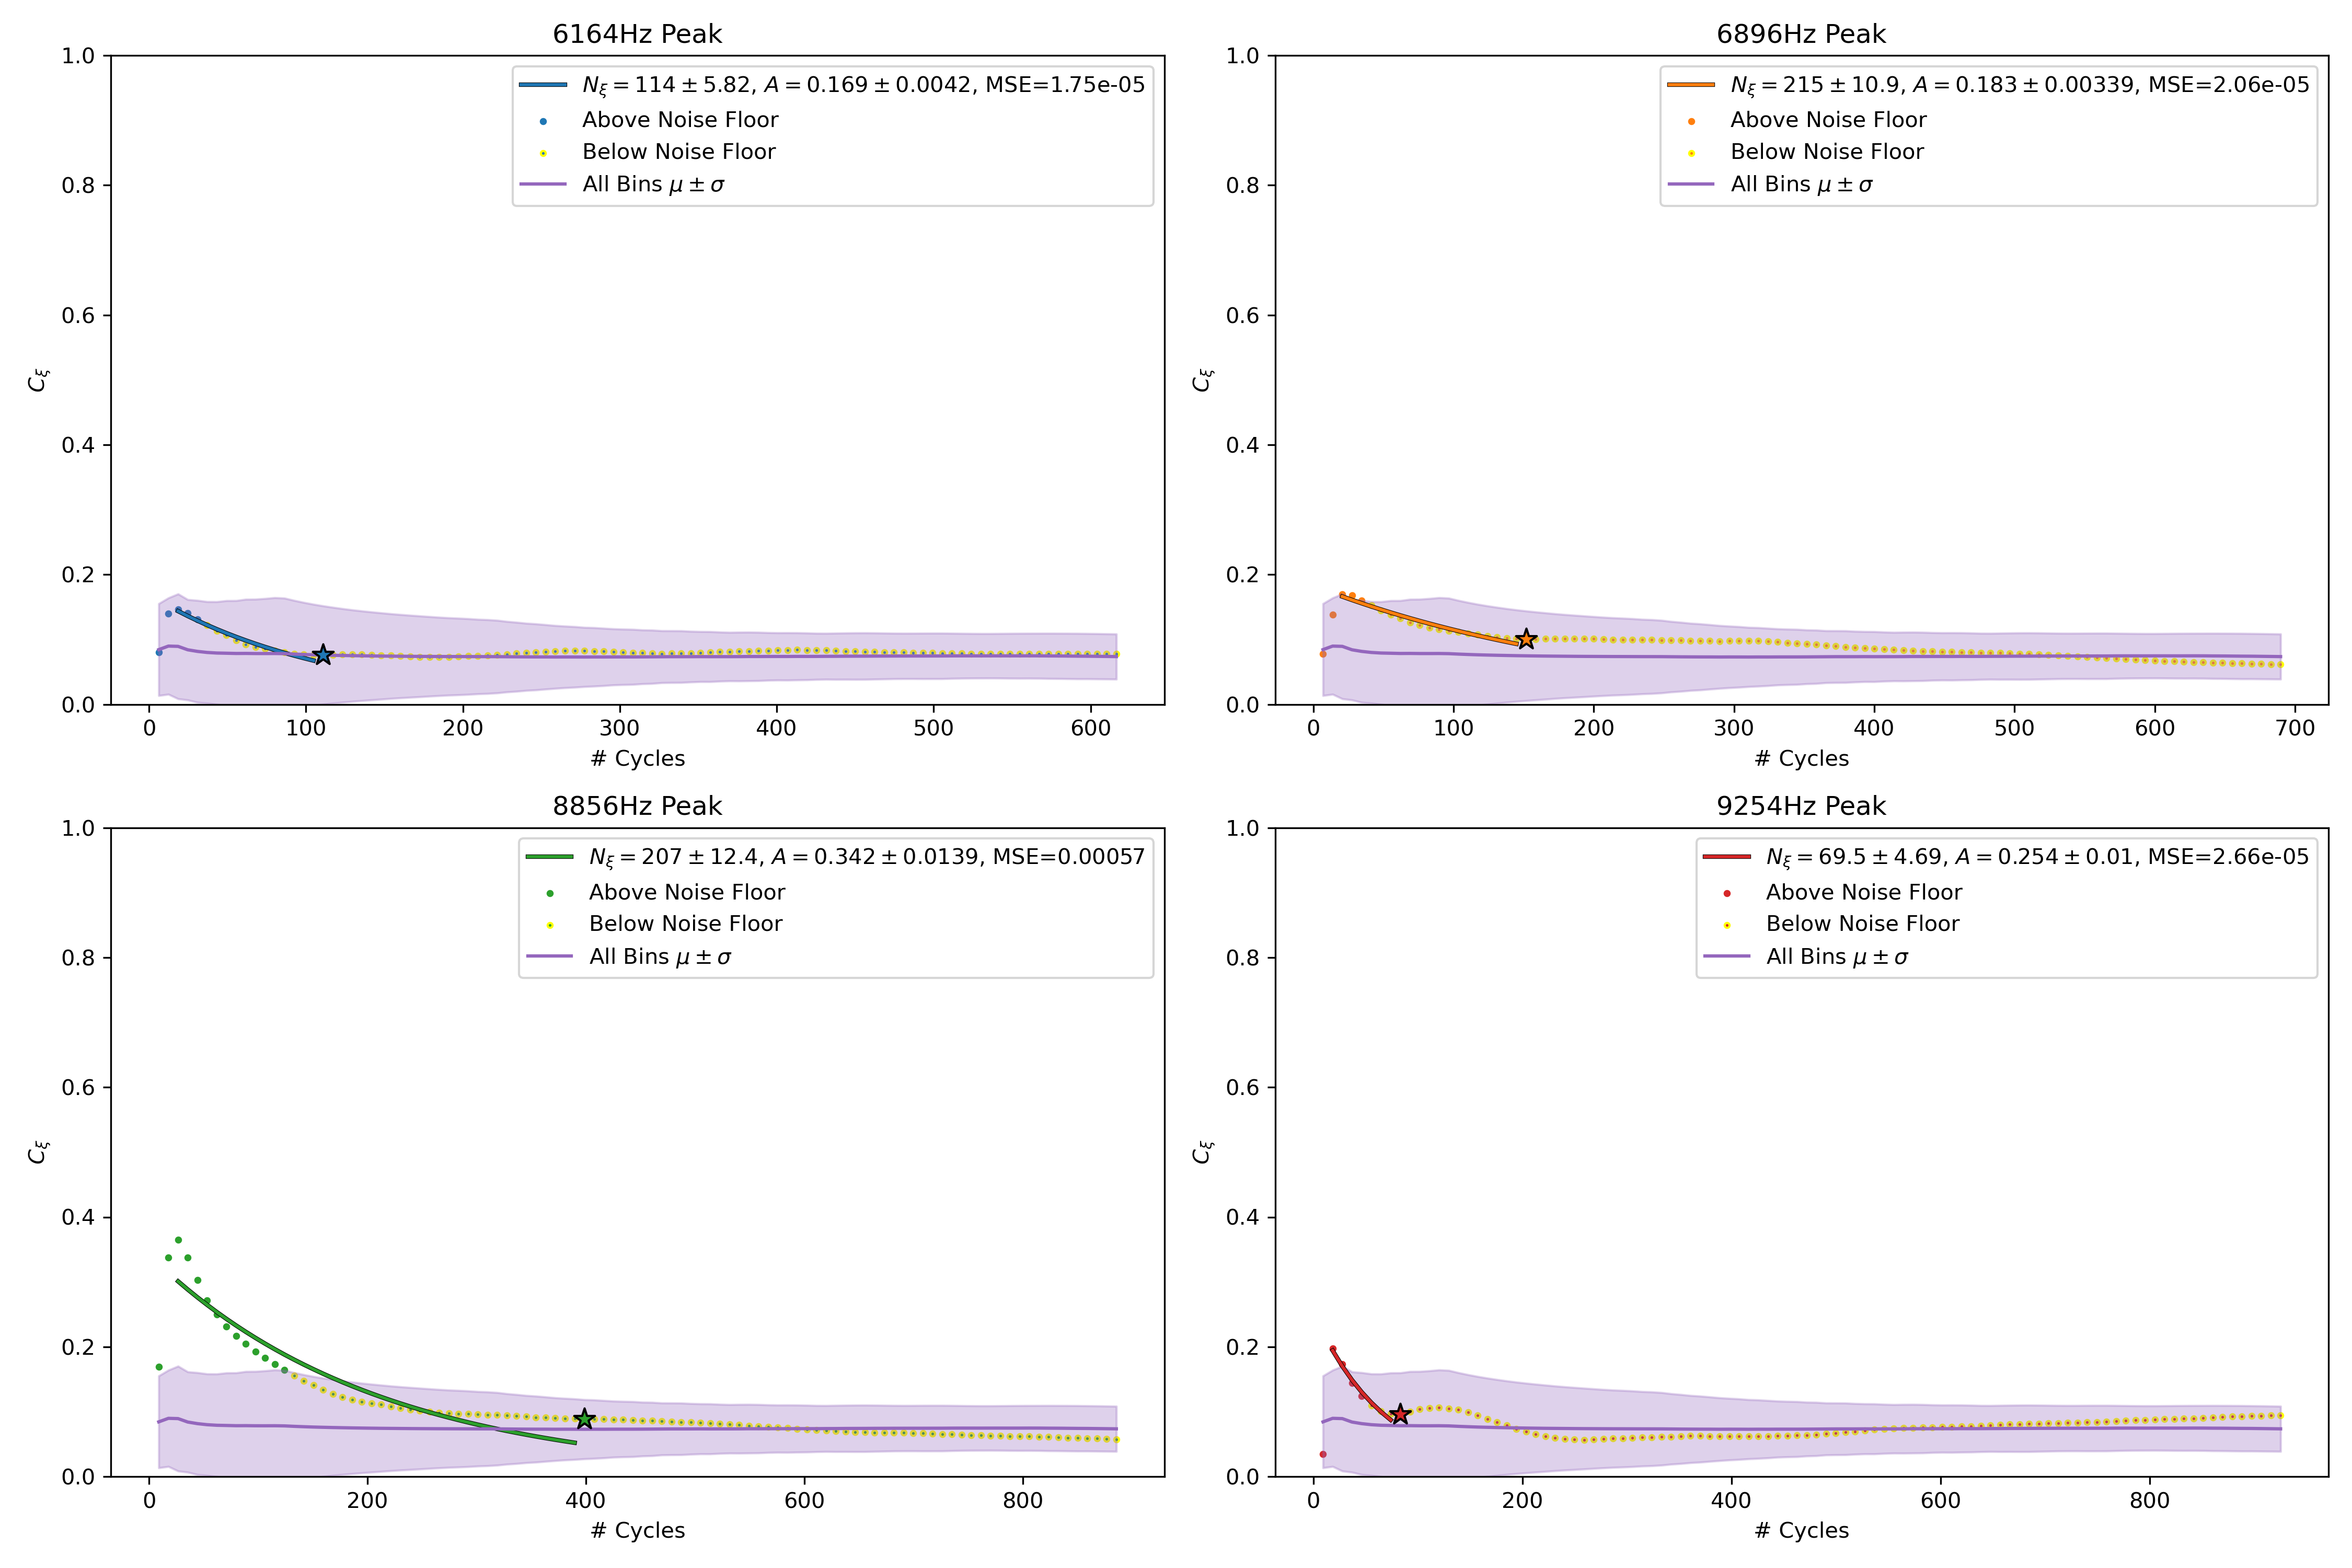 6164Hz Peak
1.0
0.8
0.6
0.4
0.2
0.0
C_ξ
N_ξ = 114 ± 5.82, A = 0.169 ± 0.0042, MSE=1.75e-05
Above Noise Floor
Below Noise Floor
All Bins μ ± σ
0 100 200 300 400 500 600
# Cycles
6896Hz Peak
1.0
0.8
0.6
0.4
0.2
0.0
C_ξ
N_ξ = 215 ± 10.9, A = 0.183 ± 0.00339, MSE=2.06e-05
Above Noise Floor
Below Noise Floor
All Bins μ ± σ
0 100 200 300 400 500 600 700
# Cycles
8856Hz Peak
1.0
0.8
0.6
0.4
0.2
0.0
C_ξ
N_ξ = 207 ± 12.4, A = 0.342 ± 0.0139, MSE=0.00057
Above Noise Floor
Below Noise Floor
All Bins μ ± σ
0 200 400 600 800
# Cycles
9254Hz Peak
1.0
0.8
0.6
0.4
0.2
0.0
C_ξ
N_ξ = 69.5 ± 4.69, A = 0.254 ± 0.01, MSE=2.66e-05
Above Noise Floor
Below Noise Floor
All Bins μ ± σ
0 200 400 600 800
# Cycles